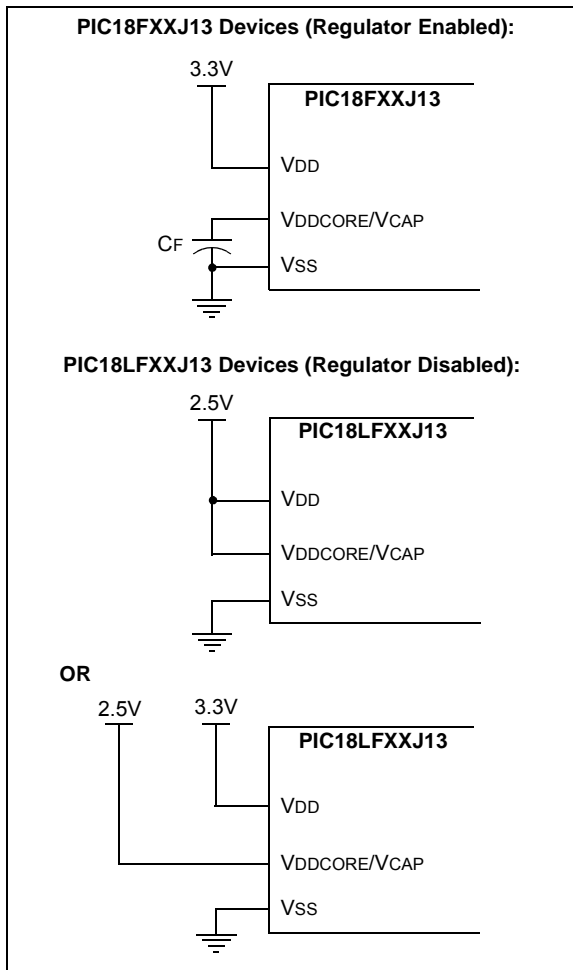 PIC18FXXJ13 Devices (Regulator Enabled):
3.3V
PIC18FXXJ13
VDD
VDDCORE/VCAP
CF
VSS
PIC18LFXXJ13 Devices (Regulator Disabled):
2.5V
PIC18LFXXJ13
VDD
VDDCORE/VCAP
VSS
OR
2.5V 3.3V
PIC18LFXXJ13
VDD
VDDCORE/VCAP
VSS